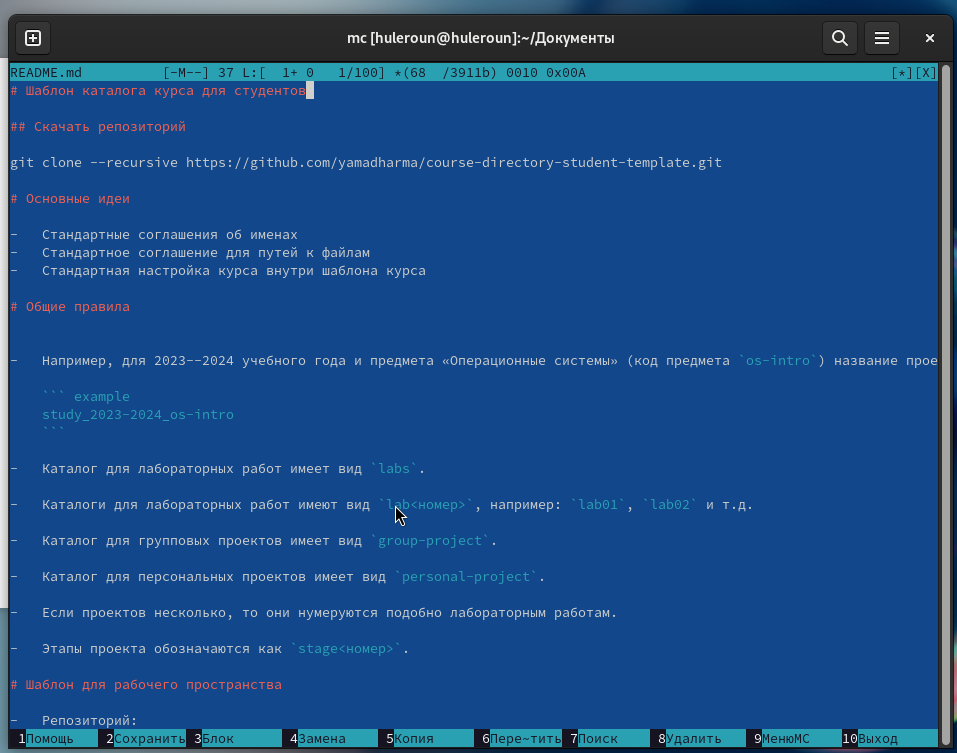 mc [huleroun@huleroun]:~/Документы
README.md [-M--] 37 L:[ 1+ 0 1/100] *(68 /3911b) 0010 0x00A [*][X]
# Шаблон каталога курса для студентов
## Скачать репозиторий
git clone --recursive https://github.com/yamadharma/course-directory-student-template.git
# Основные идеи
- Стандартные соглашения об именах
- Стандартное соглашение для путей к файлам
- Стандартная настройка курса внутри шаблона курса
# Общие правила
- Например, для 2023--2024 учебного года и предмета «Операционные системы» (код предмета `os-intro`) название прое
``` example
study_2023-2024_os-intro
```
- Каталог для лабораторных работ имеет вид `labs`.
- Каталоги для лабораторных работ имеют вид `lab<номер>`, например: `lab01`, `lab02` и т.д.
- Каталог для групповых проектов имеет вид `group-project`.
- Каталог для персональных проектов имеет вид `personal-project`.
- Если проектов несколько, то они нумеруются подобно лабораторным работам.
- Этапы проекта обозначаются как `stage<номер>`.
# Шаблон для рабочего пространства
- Репозиторий:
1Помощь 2Сохранить 3Блок 4Замена 5Копия 6Пере~тить 7Поиск 8Удалить 9МенюMC 10Выход